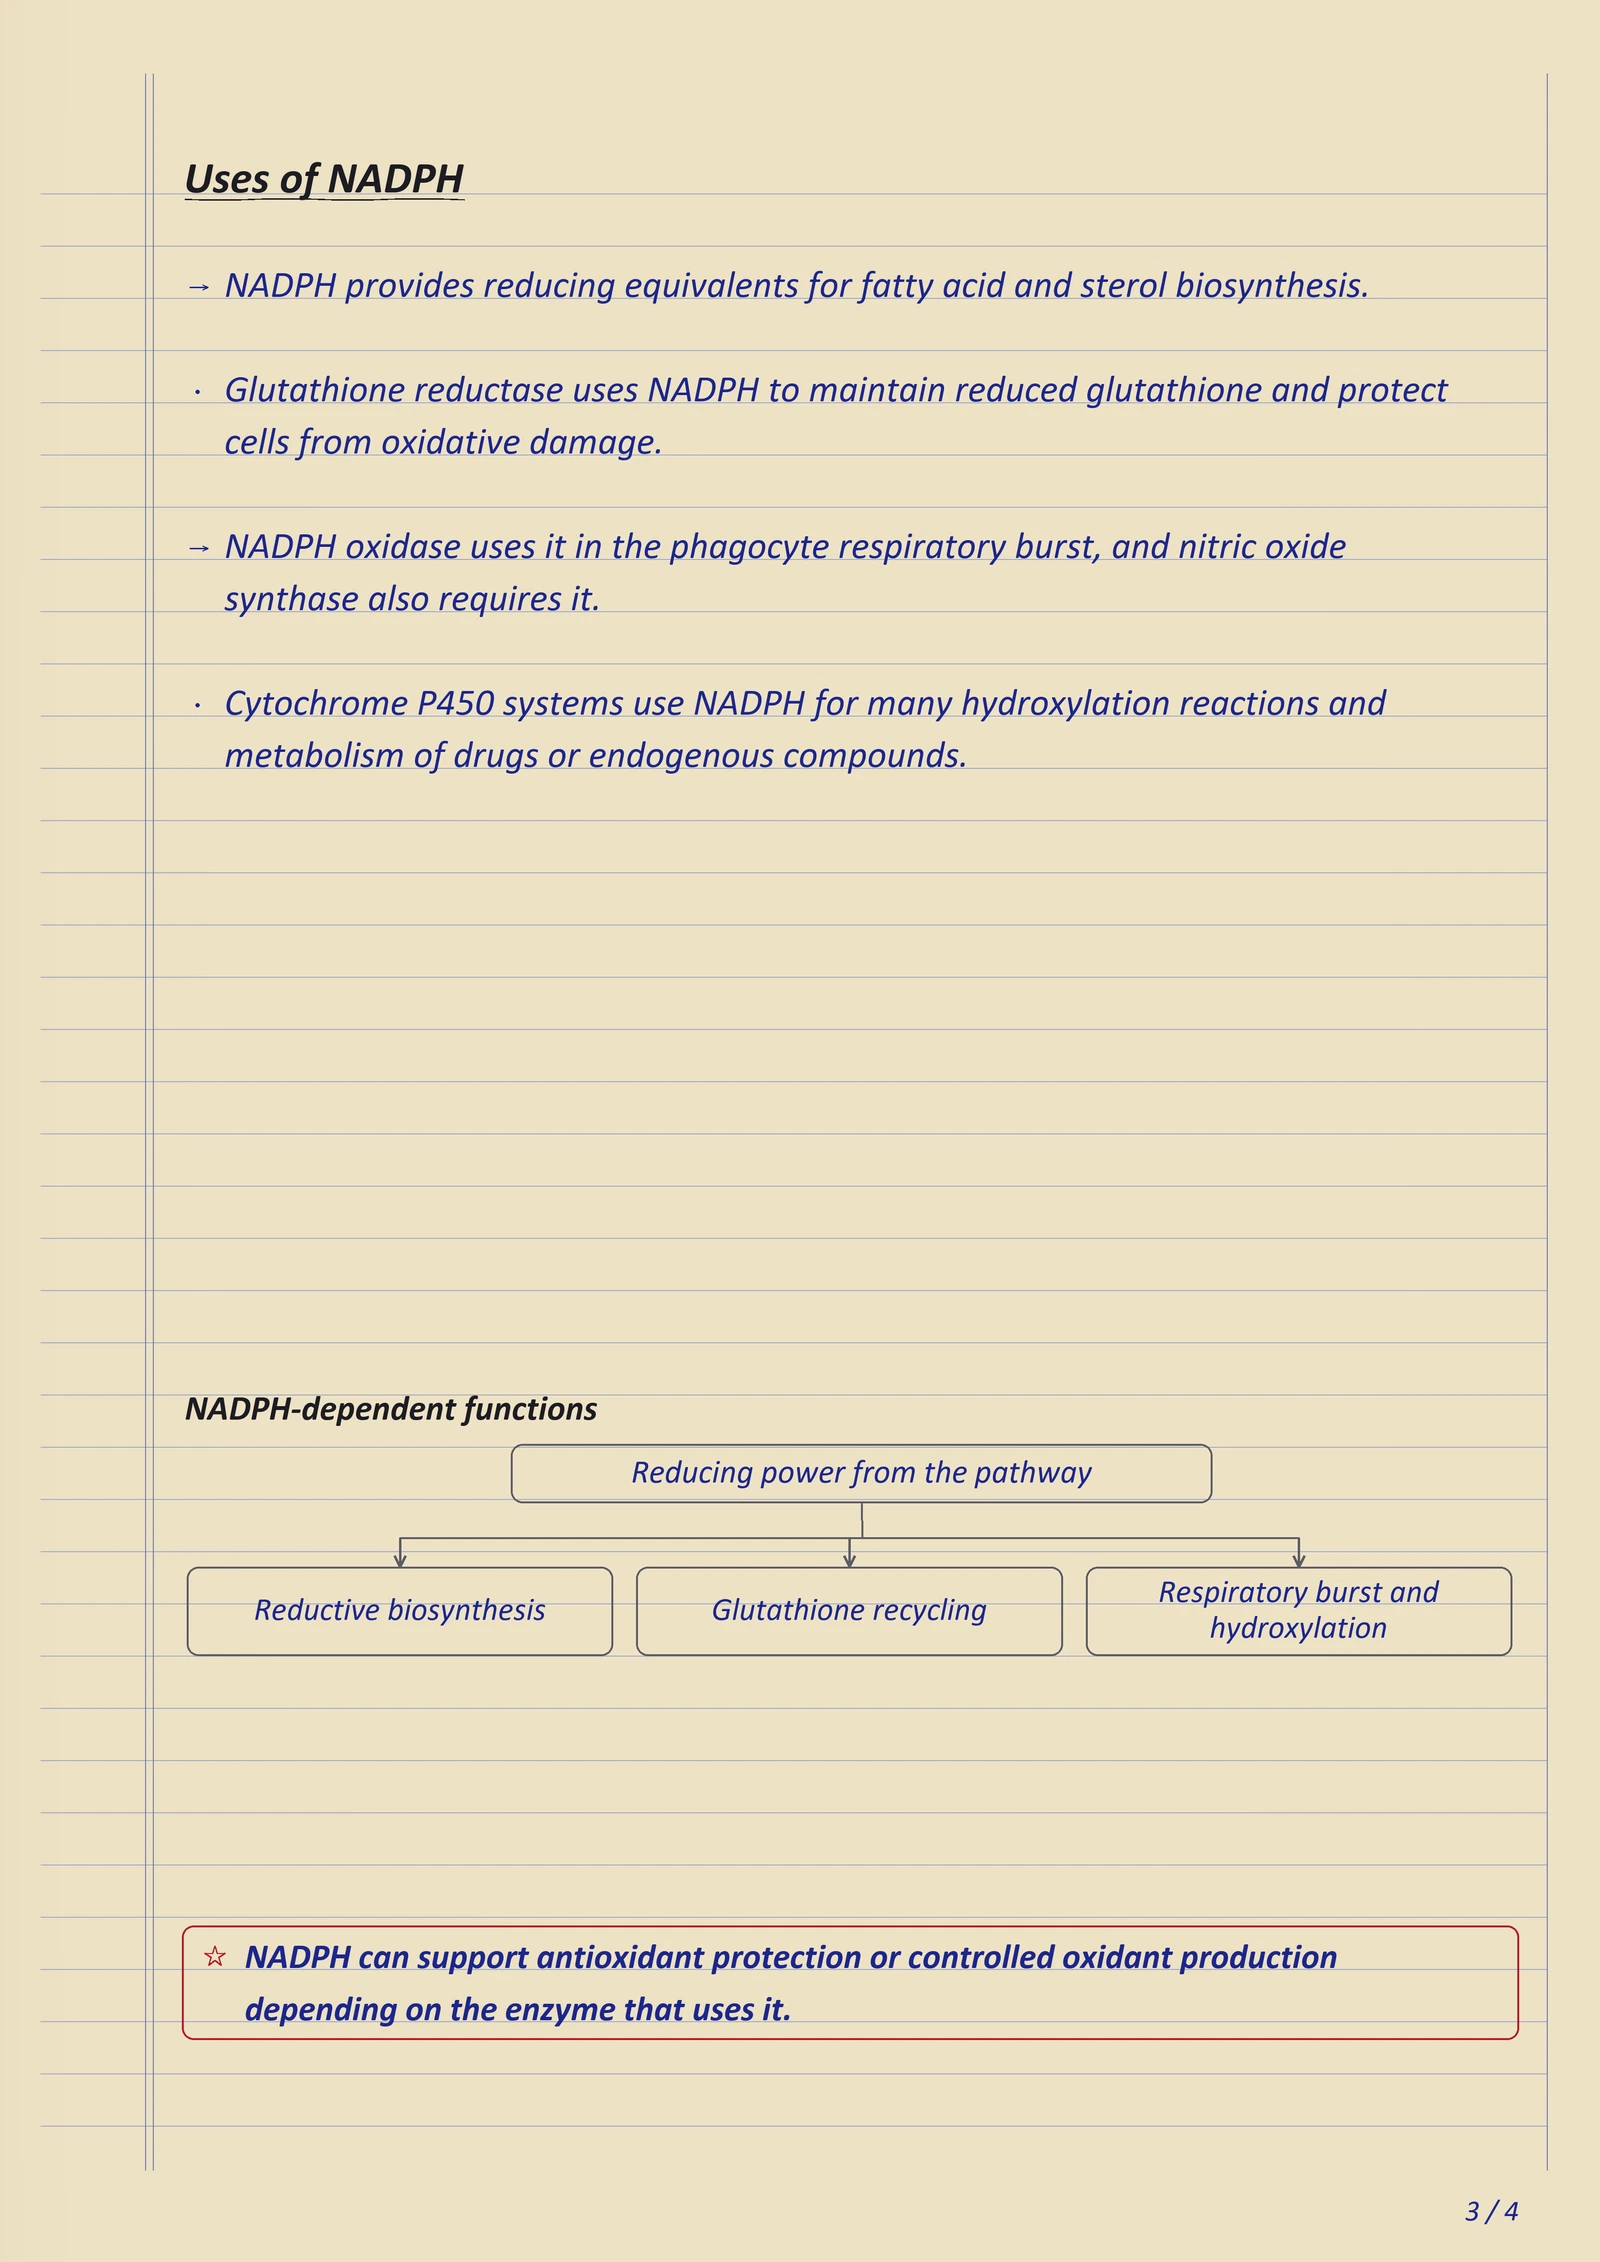 Uses of NADPH
→ NADPH provides reducing equivalents for fatty acid and sterol biosynthesis.
· Glutathione reductase uses NADPH to maintain reduced glutathione and protect
cells from oxidative damage.
→ NADPH oxidase uses it in the phagocyte respiratory burst, and nitric oxide
synthase also requires it.
· Cytochrome P450 systems use NADPH for many hydroxylation reactions and
metabolism of drugs or endogenous compounds.
NADPH-dependent functions
Reducing power from the pathway
Reductive biosynthesis
Glutathione recycling
Respiratory burst and
hydroxylation
☆ NADPH can support antioxidant protection or controlled oxidant production
depending on the enzyme that uses it.
3 / 4